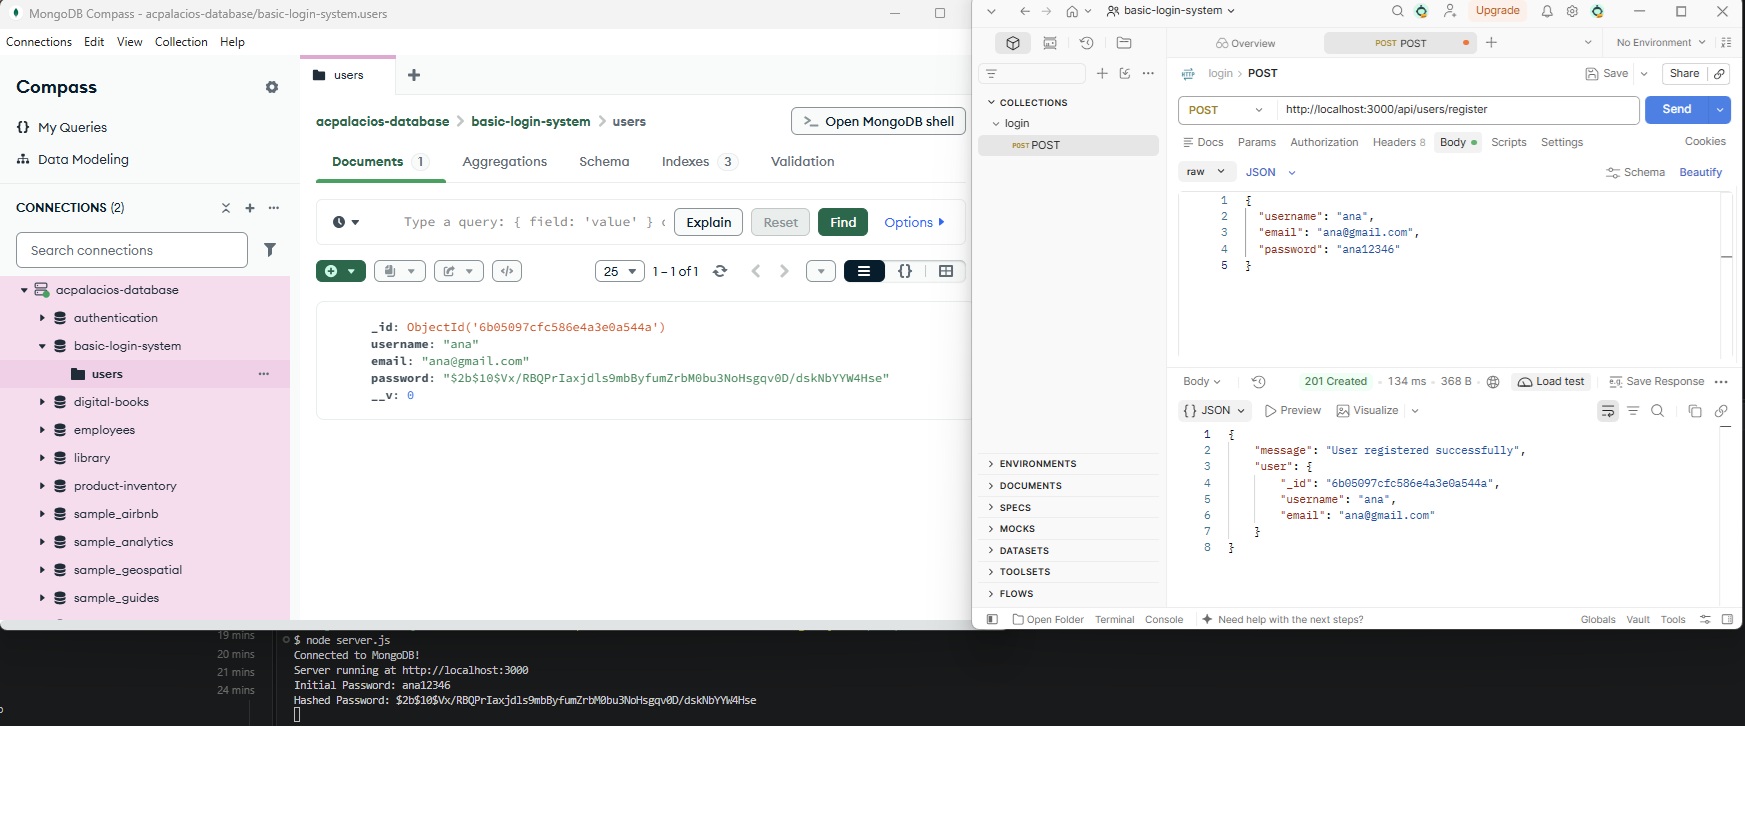 MongoDB Compass - acpalacios-database/basic-login-system.users
Connections Edit View Collection Help
Compass
My Queries
Data Modeling
CONNECTIONS (2)
Search connections
acpalacios-database
authentication
basic-login-system
users
digital-books
employees
library
product-inventory
sample_airbnb
sample_analytics
sample_geospatial
sample_guides
users
acpalacios-database > basic-login-system > users
>_ Open MongoDB shell
Documents 1 Aggregations Schema Indexes 3 Validation
Type a query: { field: 'value' } o Explain Reset Find Options
25 1 – 1 of 1
_id: ObjectId('6b05097cfc586e4a3e0a544a')
username: "ana"
email: "ana@gmail.com"
password: "$2b$10$Vx/RBQPrIaxjdls9mbByfumZrbM0bu3NoHsgqv0D/dskNbYYW4Hse"
__v: 0
basic-login-system Upgrade
Overview POST POST No Environment
COLLECTIONS
login
POST POST
ENVIRONMENTS
DOCUMENTS
SPECS
MOCKS
DATASETS
TOOLSETS
FLOWS
HTTP login > POST Save Share
POST http://localhost:3000/api/users/register Send
Docs Params Authorization Headers 8 Body Scripts Settings Cookies
raw JSON Schema Beautify
1 {
2 "username": "ana",
3 "email": "ana@gmail.com",
4 "password": "ana12346"
5 }
Body 201 Created 134 ms 368 B Load test e.g. Save Response
{ } JSON Preview Visualize
1 {
2 "message": "User registered successfully",
3 "user": {
4 "_id": "6b05097cfc586e4a3e0a544a",
5 "username": "ana",
6 "email": "ana@gmail.com"
7 }
8 }
Open Folder Terminal Console Need help with the next steps? Globals Vault Tools
19 mins
20 mins
21 mins
24 mins
$ node server.js
Connected to MongoDB!
Server running at http://localhost:3000
Initial Password: ana12346
Hashed Password: $2b$10$Vx/RBQPrIaxjdls9mbByfumZrbM0bu3NoHsgqv0D/dskNbYYW4Hse